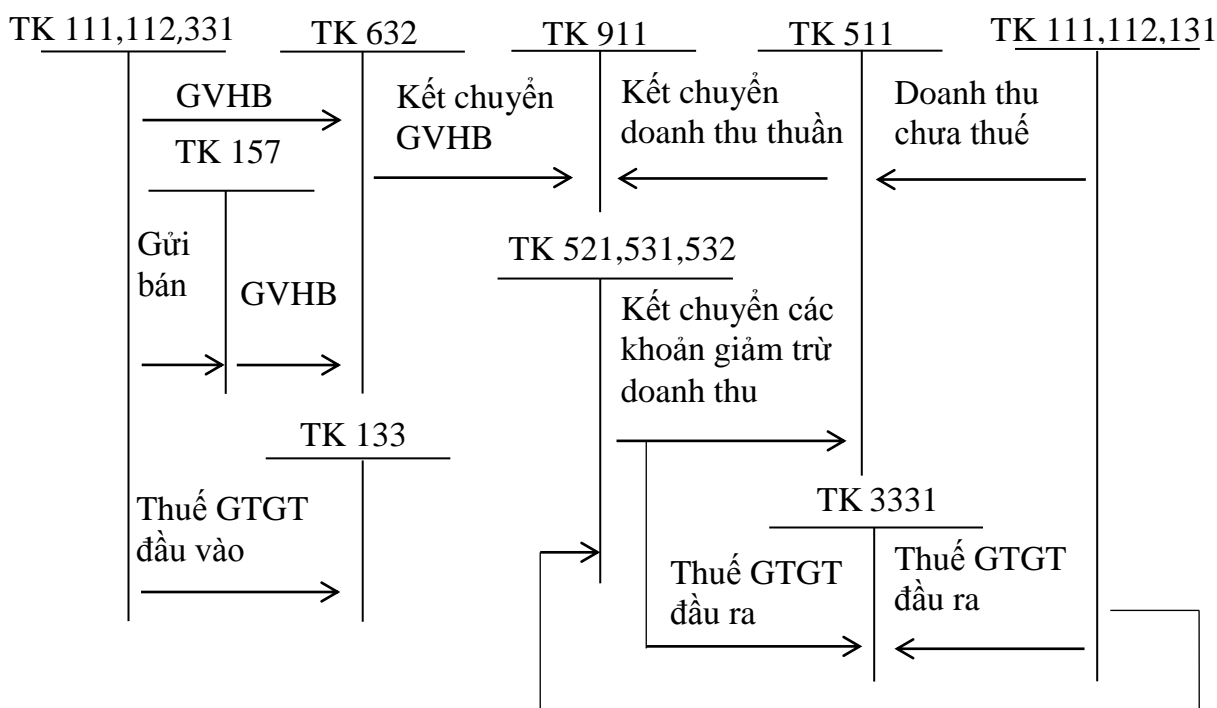 TK 111,112,331
TK 632
TK 911
TK 511
TK 111,112,131
GVHB
Kết chuyển
GVHB
Kết chuyển
doanh thu thuần
Doanh thu
chưa thuế
TK 157
Gửi
bán
GVHB
TK 521,531,532
Kết chuyển các
khoản giảm trừ
doanh thu
TK 133
Thuế GTGT
đầu vào
TK 3331
Thuế GTGT
đầu ra
Thuế GTGT
đầu ra